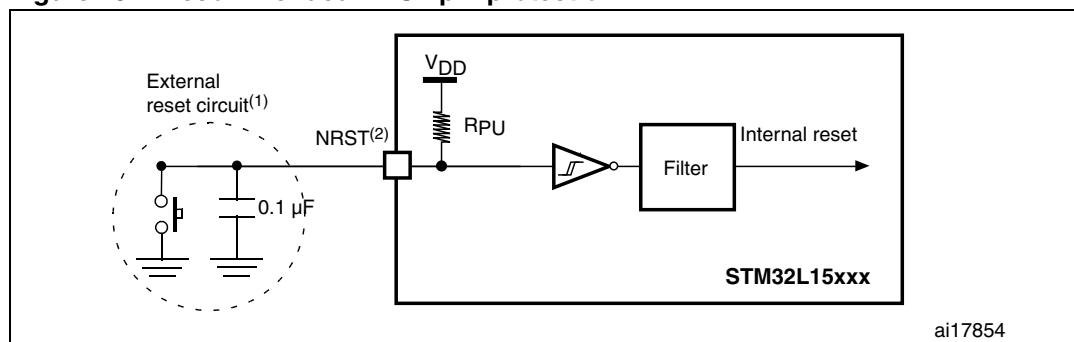 VDD
External
reset circuit(1)
NRST(2)
RPU
Internal reset
Filter
0.1 µF
STM32L15xxx
ai17854